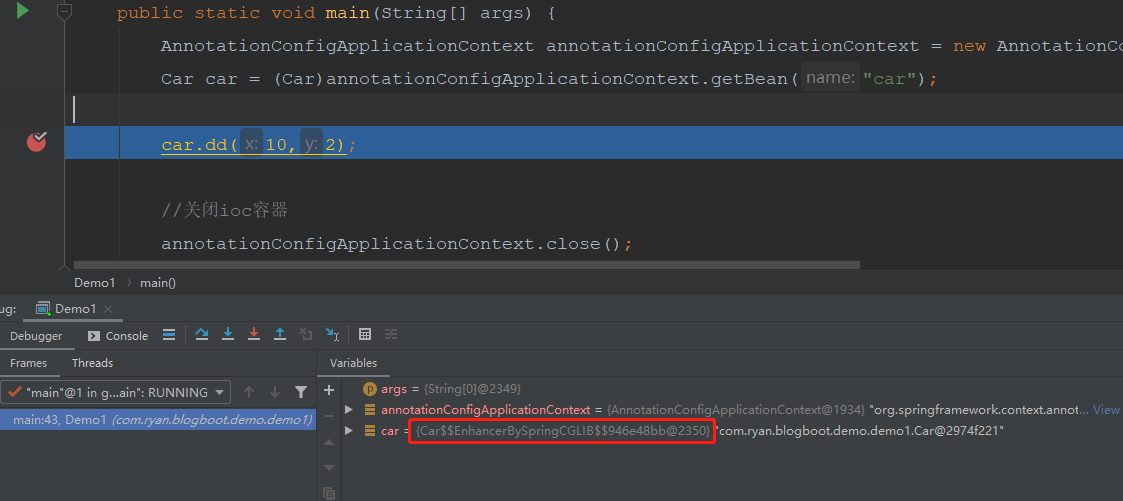 public static void main(String[] args) {
AnnotationConfigApplicationContext annotationConfigApplicationContext = new AnnotationCo
Car car = (Car)annotationConfigApplicationContext.getBean( name: "car");
car.dd( x: 10, y: 2);
//关闭ioc容器
annotationConfigApplicationContext.close();
Demo1 › main()
ug: Demo1 ×
Debugger Console
Frames Threads Variables
"main"@1 in g...ain": RUNNING
args = {String[0]@2349}
main:43, Demo1 (com.ryan.blogboot.demo.demo1)
annotationConfigApplicationContext = {AnnotationConfigApplicationContext@1934} "org.springframework.context.annot... View
car = {Car$$EnhancerBySpringCGLIB$$946e48bb@2350} "com.ryan.blogboot.demo.demo1.Car@2974f221"